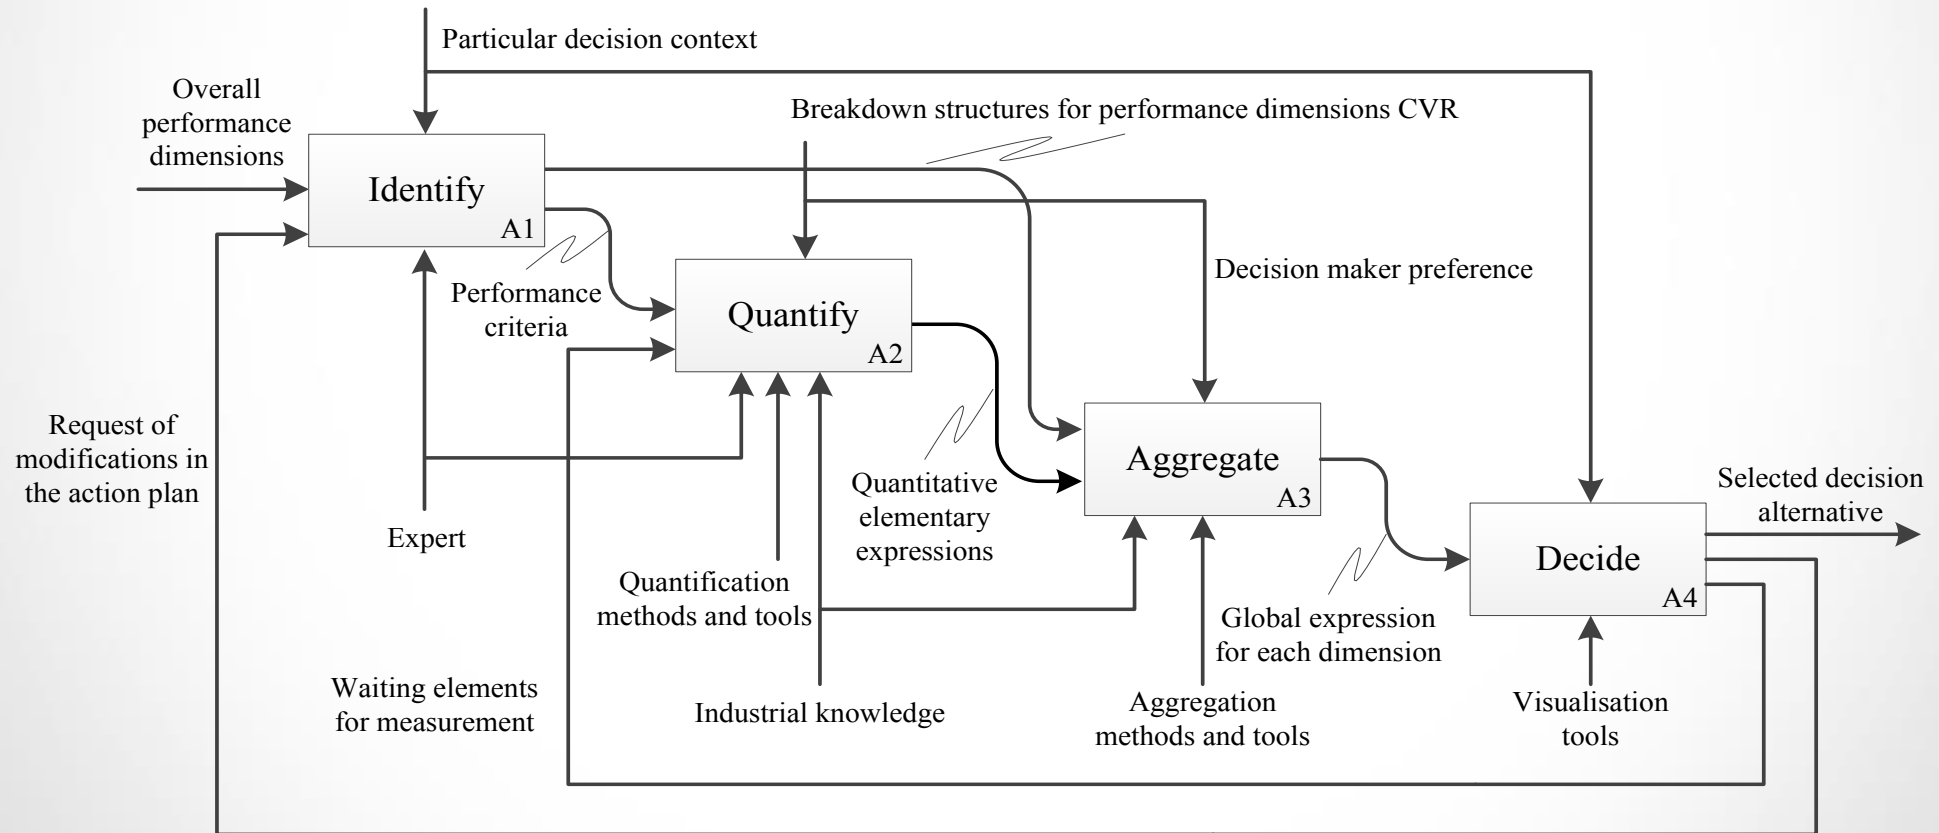 Particular decision context
Overall
performance
dimensions
Breakdown structures for performance dimensions CVR
Identify
A1
Performance
criteria
Quantify
A2
Decision maker preference
Request of
modifications in
the action plan
Expert
Quantitative
elementary
expressions
Aggregate
A3
Selected decision
alternative
Decide
A4
Quantification
methods and tools
Global expression
for each dimension
Waiting elements
for measurement
Industrial knowledge
Aggregation
methods and tools
Visualisation
tools